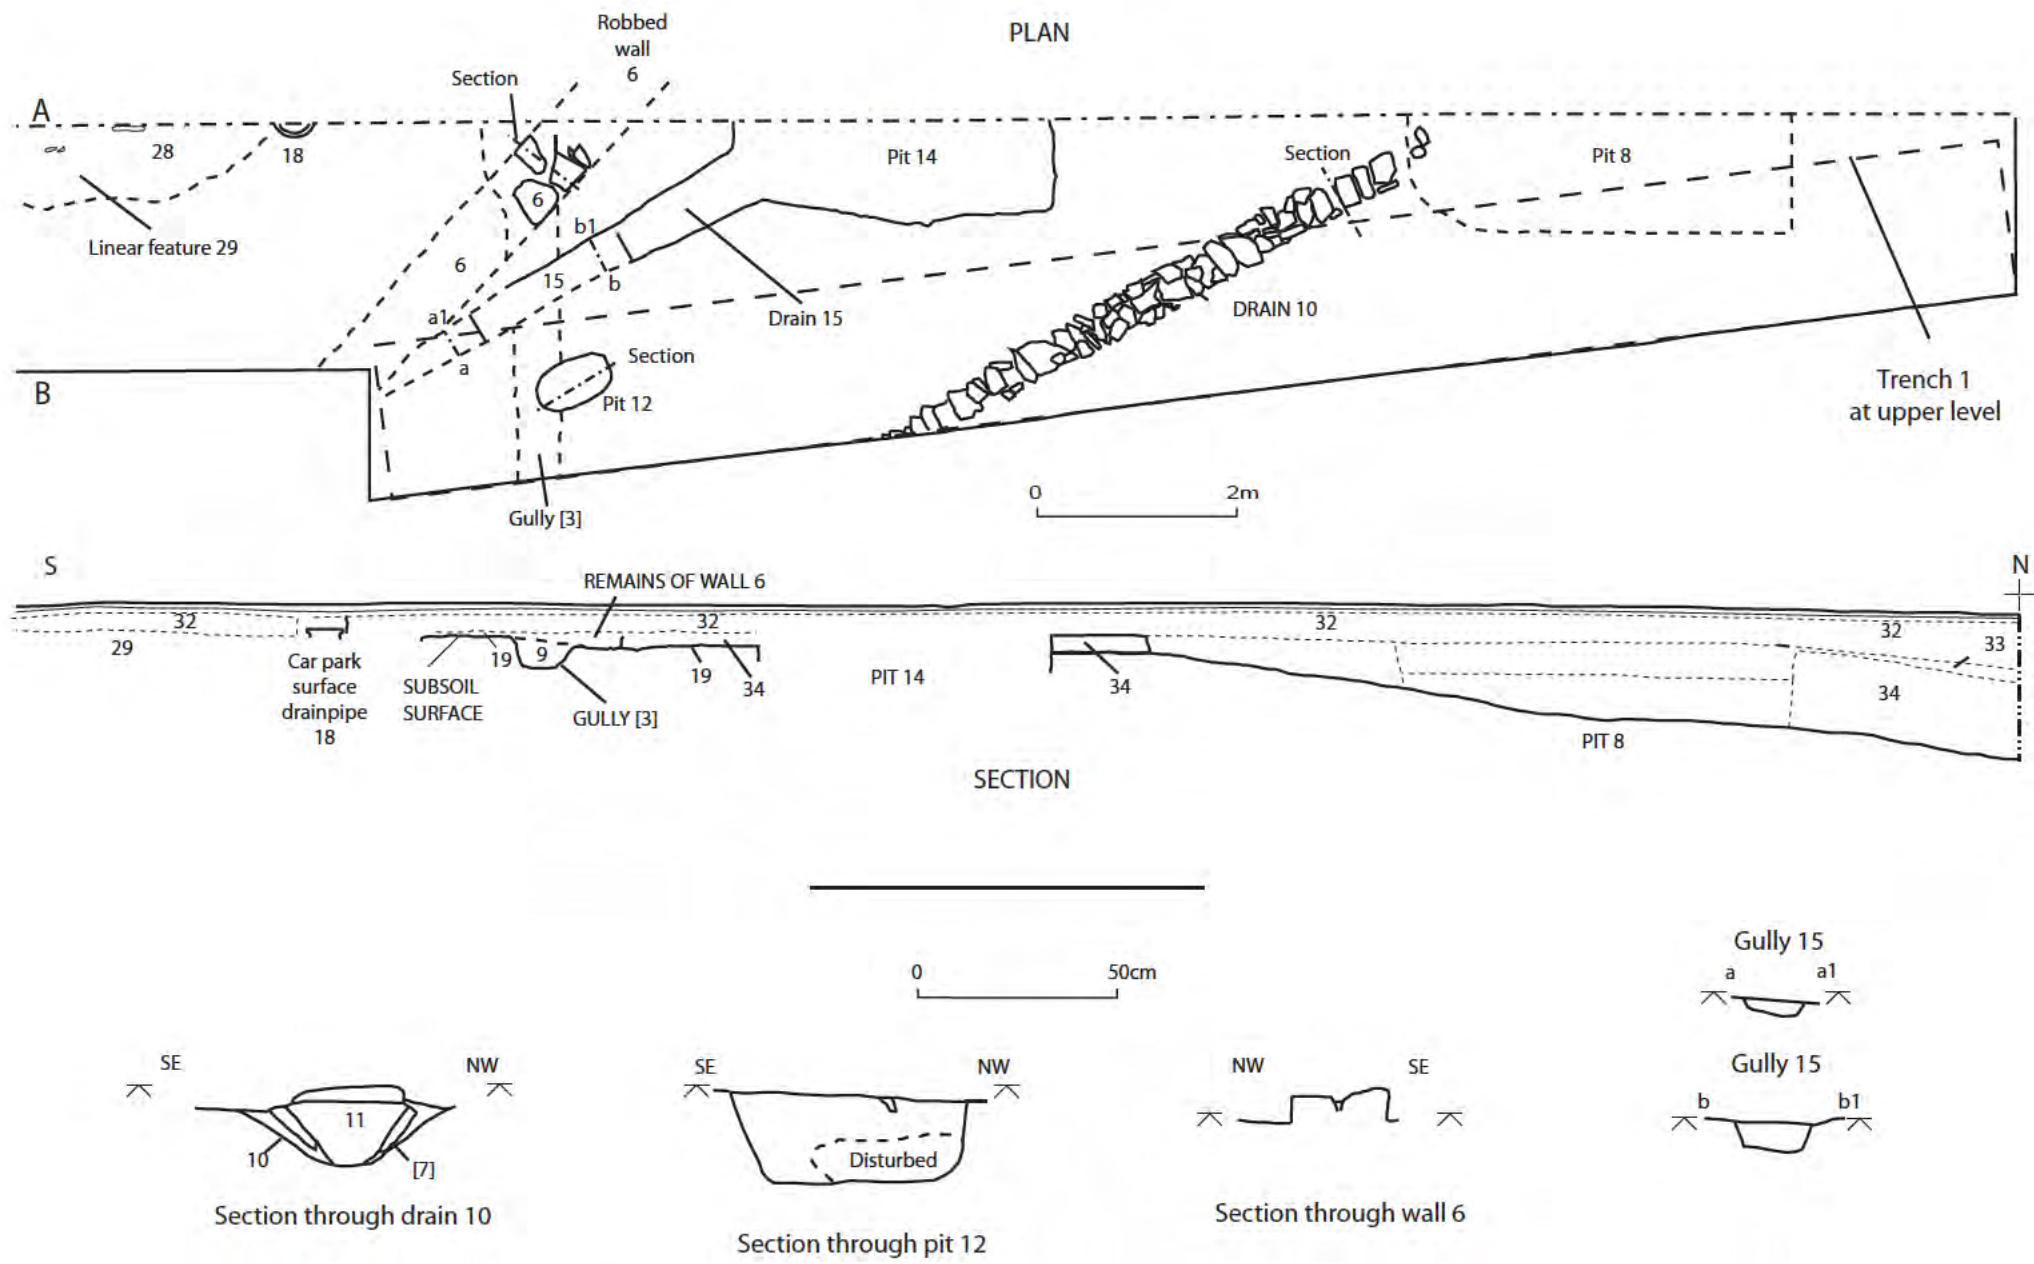 PLAN
Robbed
wall
6
Section
A
28
18
Linear feature 29
6
6
b1
15
b
a1
a
Pit 14
Drain 15
Section
Pit 8
DRAIN 10
Trench 1
at upper level
B
Section
Pit 12
Gully [3]
0 2m
S
N
REMAINS OF WALL 6
32
29
Car park
surface
drainpipe
18
SUBSOIL
SURFACE
19
9
GULLY [3]
32
19
34
PIT 14
34
32
PIT 8
32
33
34
SECTION
0 50cm
Gully 15
a a1
Gully 15
b b1
SE NW
11
10
[7]
Section through drain 10
SE NW
Disturbed
Section through pit 12
NW SE
Section through wall 6